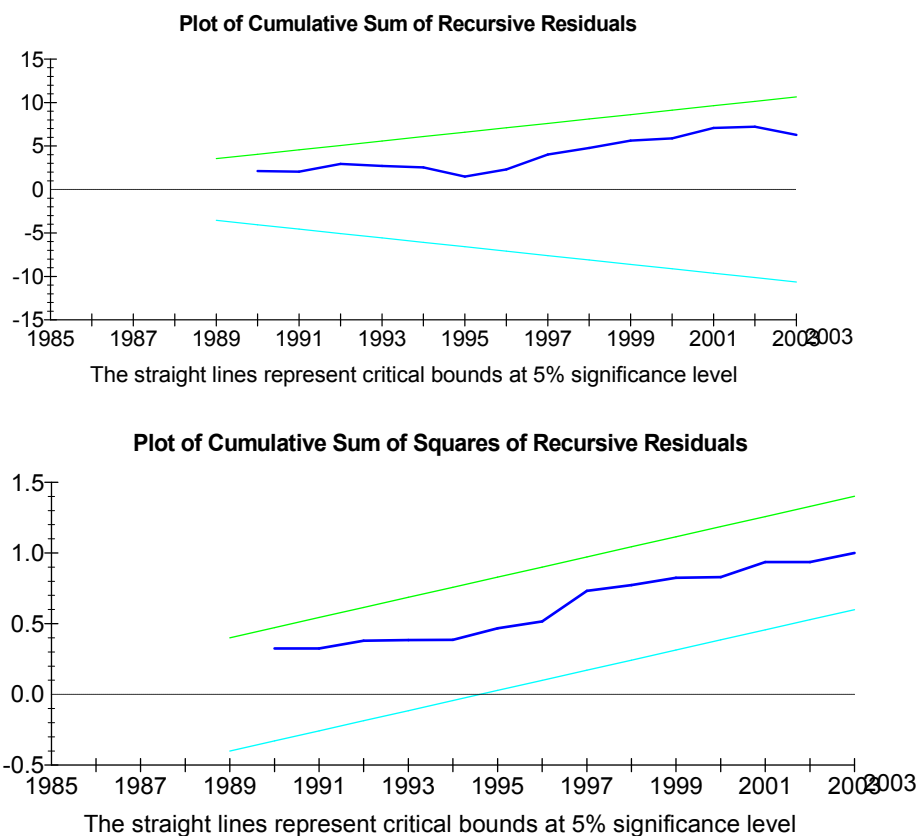 Plot of Cumulative Sum of Recursive Residuals
15
10
5
0
-5
-10
-15
1985 1987 1989 1991 1993 1995 1997 1999 2001 2003 2003
The straight lines represent critical bounds at 5% significance level
Plot of Cumulative Sum of Squares of Recursive Residuals
1.5
1.0
0.5
0.0
-0.5
1985 1987 1989 1991 1993 1995 1997 1999 2001 2003 2003
The straight lines represent critical bounds at 5% significance level